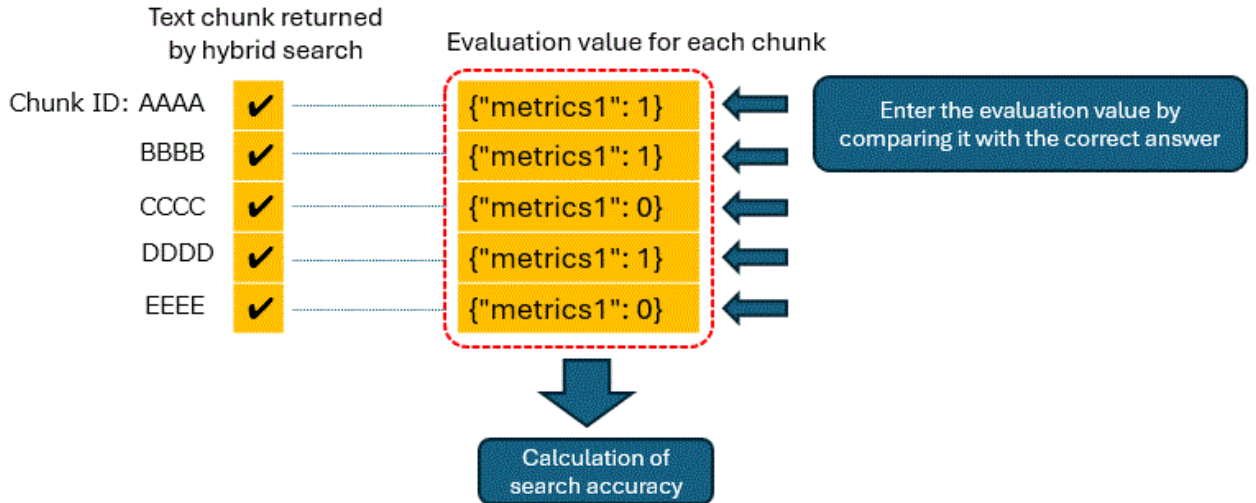 Text chunk returned
by hybrid search
Evaluation value for each chunk
Chunk ID: AAAA
{"metrics1": 1}
BBBB
{"metrics1": 1}
CCCC
{"metrics1": 0}
DDDD
{"metrics1": 1}
EEEE
{"metrics1": 0}
Enter the evaluation value by
comparing it with the correct answer
Calculation of
search accuracy